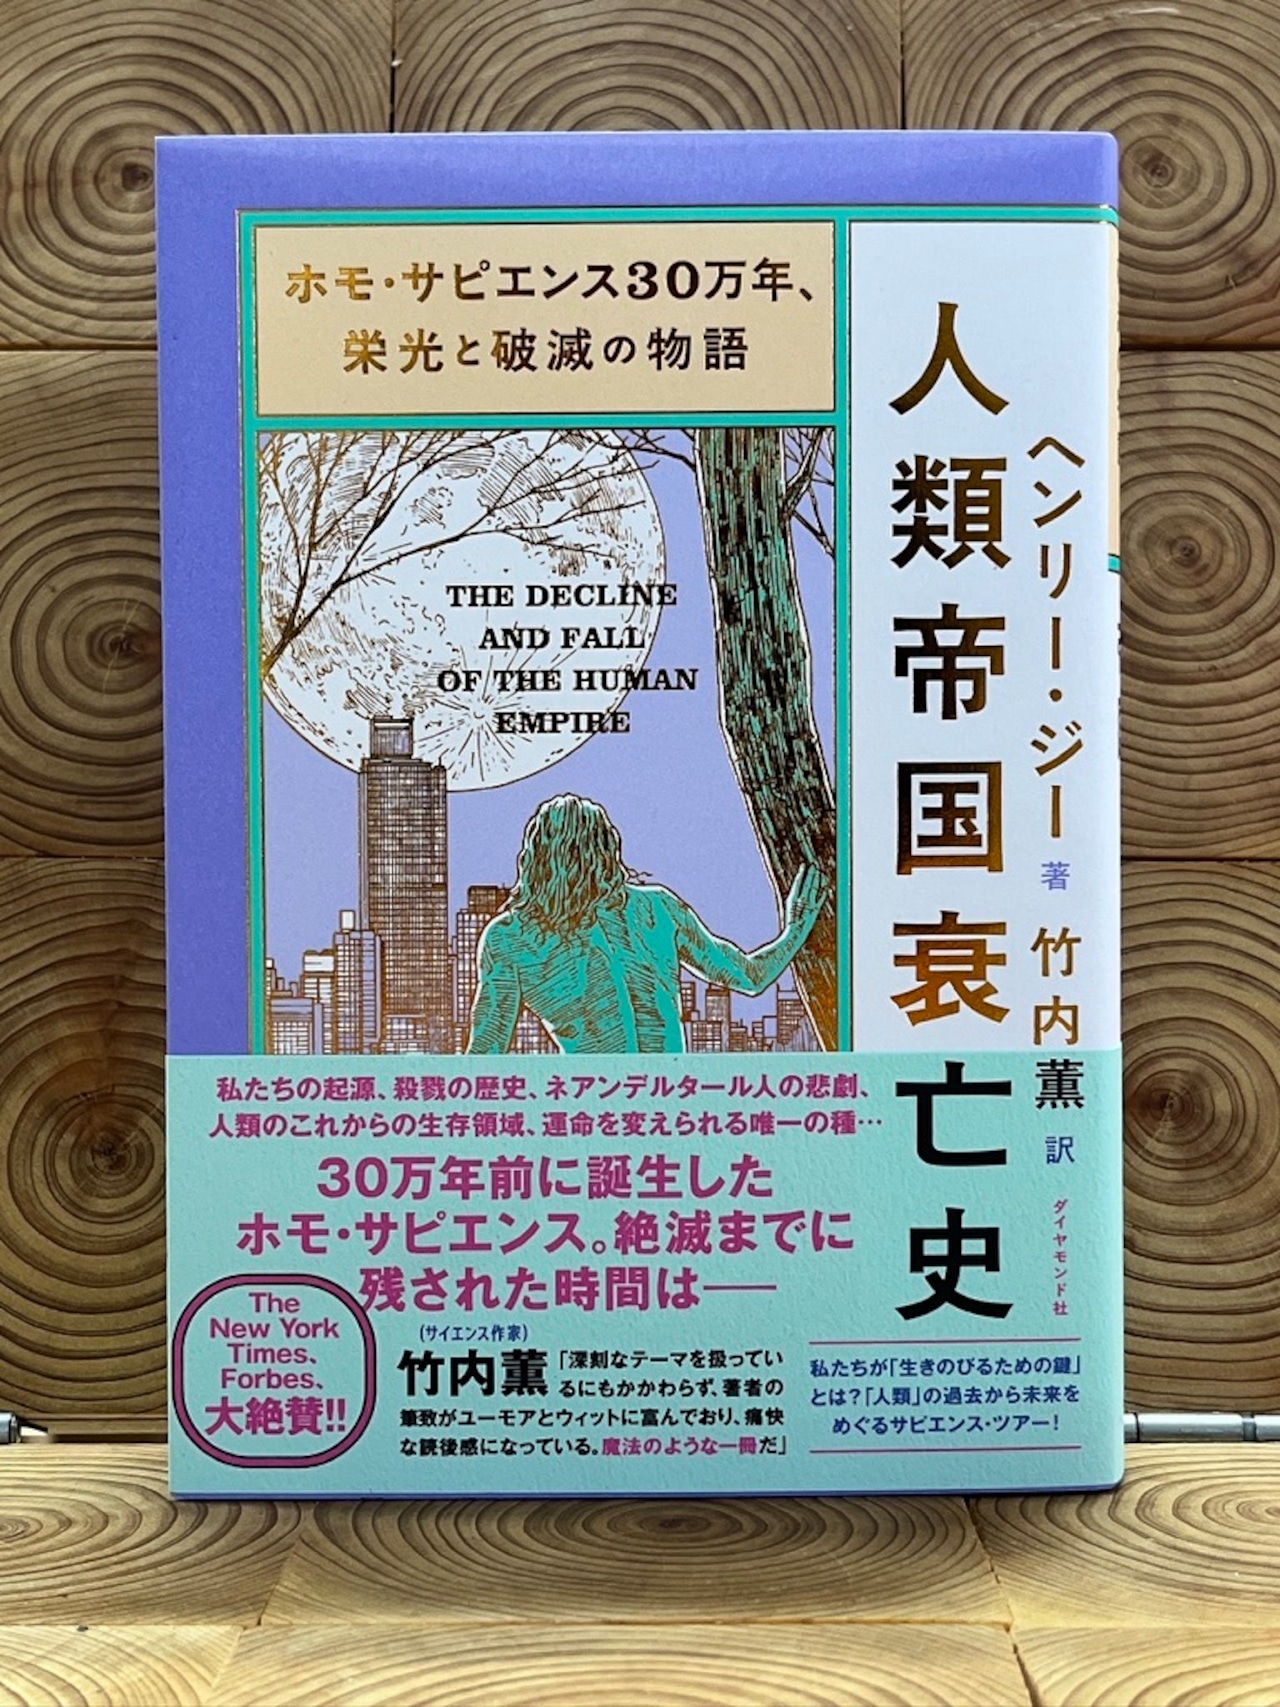 ホモ・サピエンス30万年、
栄光と破滅の物語
人類帝国衰亡史
ヘンリー・ジー 著 竹内薫 訳
ダイヤモンド社
THE DECLINE
AND FALL
OF THE HUMAN
EMPIRE
私たちの起源、殺戮の歴史、ネアンデルタール人の悲劇、
人類のこれからの生存領域、運命を変えられる唯一の種…
30万年前に誕生した
ホモ・サピエンス。絶滅までに
残された時間は――
The
New York
Times、
Forbes、
大絶賛!!
(サイエンス作家)
竹内薫「深刻なテーマを扱ってい
るにもかかわらず、著者の
筆致がユーモアとウィットに富んでおり、痛快
な読後感になっている。魔法のような一冊だ」
私たちが「生きのびるための鍵」
とは?「人類」の過去から未来を
めぐるサピエンス・ツアー!